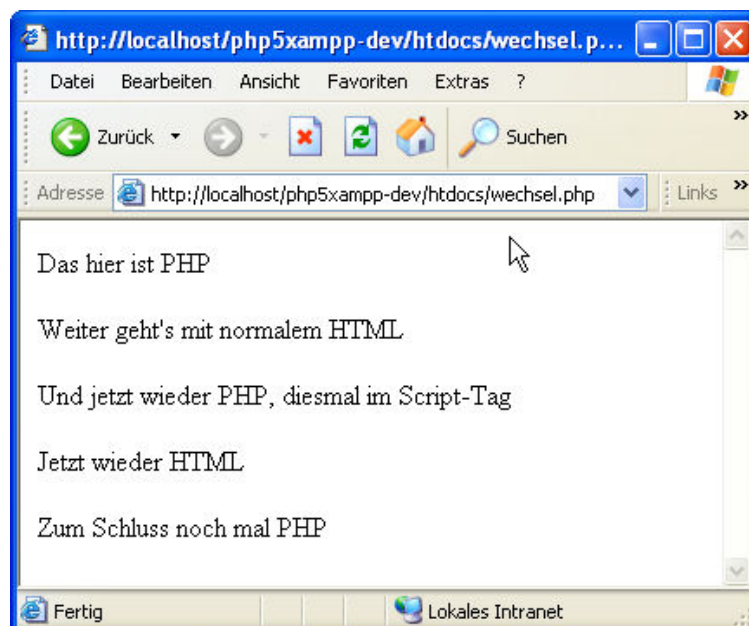 http://localhost/php5xampp-dev/htdocs/wechsel.p...
Datei Bearbeiten Ansicht Favoriten Extras ?
Zurück Suchen »
Adresse http://localhost/php5xampp-dev/htdocs/wechsel.php Links »
Das hier ist PHP
Weiter geht's mit normalem HTML
Und jetzt wieder PHP, diesmal im Script-Tag
Jetzt wieder HTML
Zum Schluss noch mal PHP
Fertig Lokales Intranet